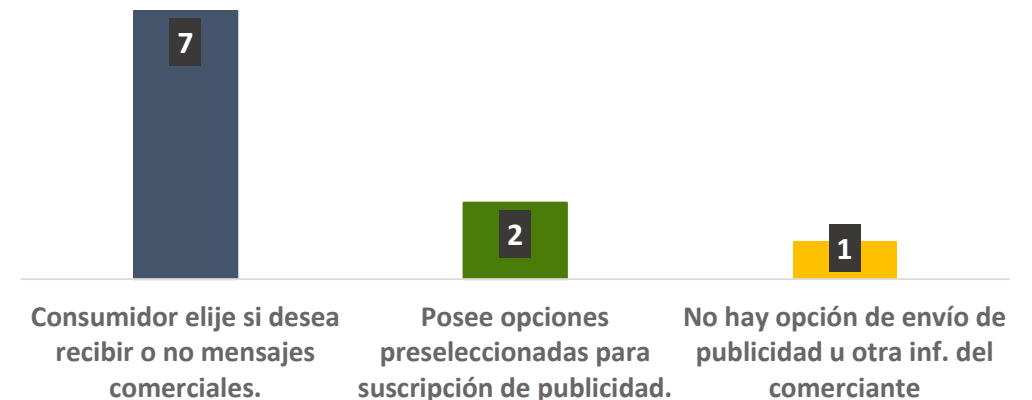 7
2
1
Consumidor elije si desea
recibir o no mensajes
comerciales.
Posee opciones
preseleccionadas para
suscripción de publicidad.
No hay opción de envío de
publicidad u otra inf. del
comerciante